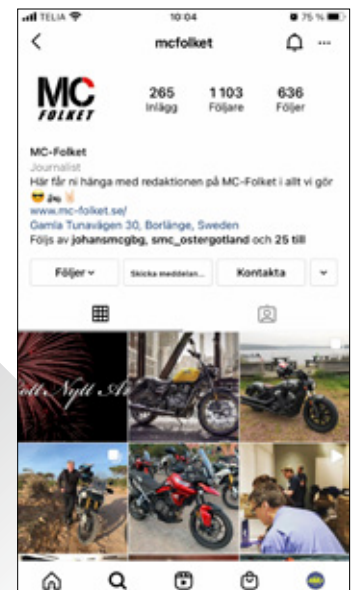 TELIA 10:04 75 %
mcfolket
MC
FOLKET
265 1 103 636
Inlägg Följare Följer
MC-Folket
Journalist
Här får ni hänga med redaktionen på MC-Folket i allt vi gör
www.mc-folket.se/
Gamla Tunavägen 30, Borlänge, Sweden
Följs av johansmcgbg, smc_ostergotland och 25 till
Följer Skicka meddelan... Kontakta
ott Nytt Å